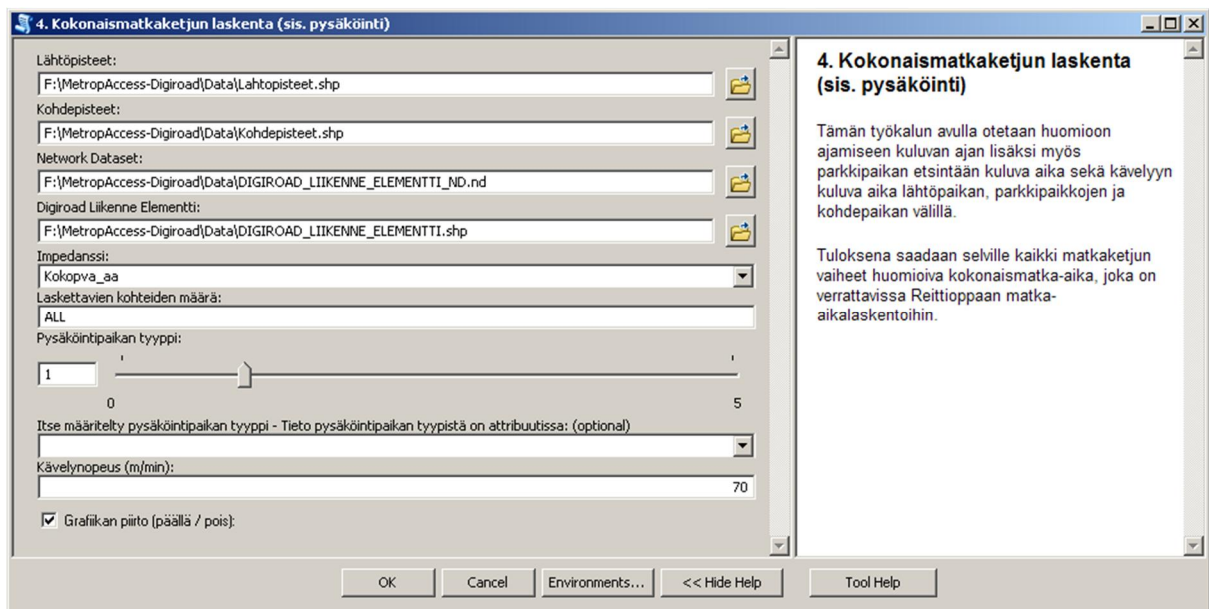 4. Kokonaismatkaketjun laskenta (sis. pysäköinti)
Lähtöpisteet:
F:\MetropAccess-Digiroad\Data\Lahtopisteet.shp
Kohdepisteet:
F:\MetropAccess-Digiroad\Data\Kohdepisteet.shp
Network Dataset:
F:\MetropAccess-Digiroad\Data\DIGIROAD_LIIKENNE_ELEMENTTI_ND.nd
Digiroad Liikenne Elementti:
F:\MetropAccess-Digiroad\Data\DIGIROAD_LIIKENNE_ELEMENTTI.shp
Impedanssi:
Kokopva_aa
Laskettavien kohteiden määrä:
ALL
Pysäköintipaikan tyyppi:
1
0 5
Itse määritelty pysäköintipaikan tyyppi - Tieto pysäköintipaikan tyypistä on attribuutissa: (optional)
Kävelynopeus (m/min):
70
Grafiikan piirto (päällä / pois):
4. Kokonaismatkaketjun laskenta
(sis. pysäköinti)
Tämän työkalun avulla otetaan huomioon
ajamiseen kuluvan ajan lisäksi myös
parkkipaikan etsintään kuluva aika sekä kävelyyn
kuluva aika lähtöpaikan, parkkipaikkojen ja
kohdepaikan välillä.
Tuloksena saadaan selville kaikki matkaketjun
vaiheet huomioiva kokonaismatka-aika, joka on
verrattavissa Reittioppaan matka-
aikalaskentoihin.
OK Cancel Environments... << Hide Help Tool Help